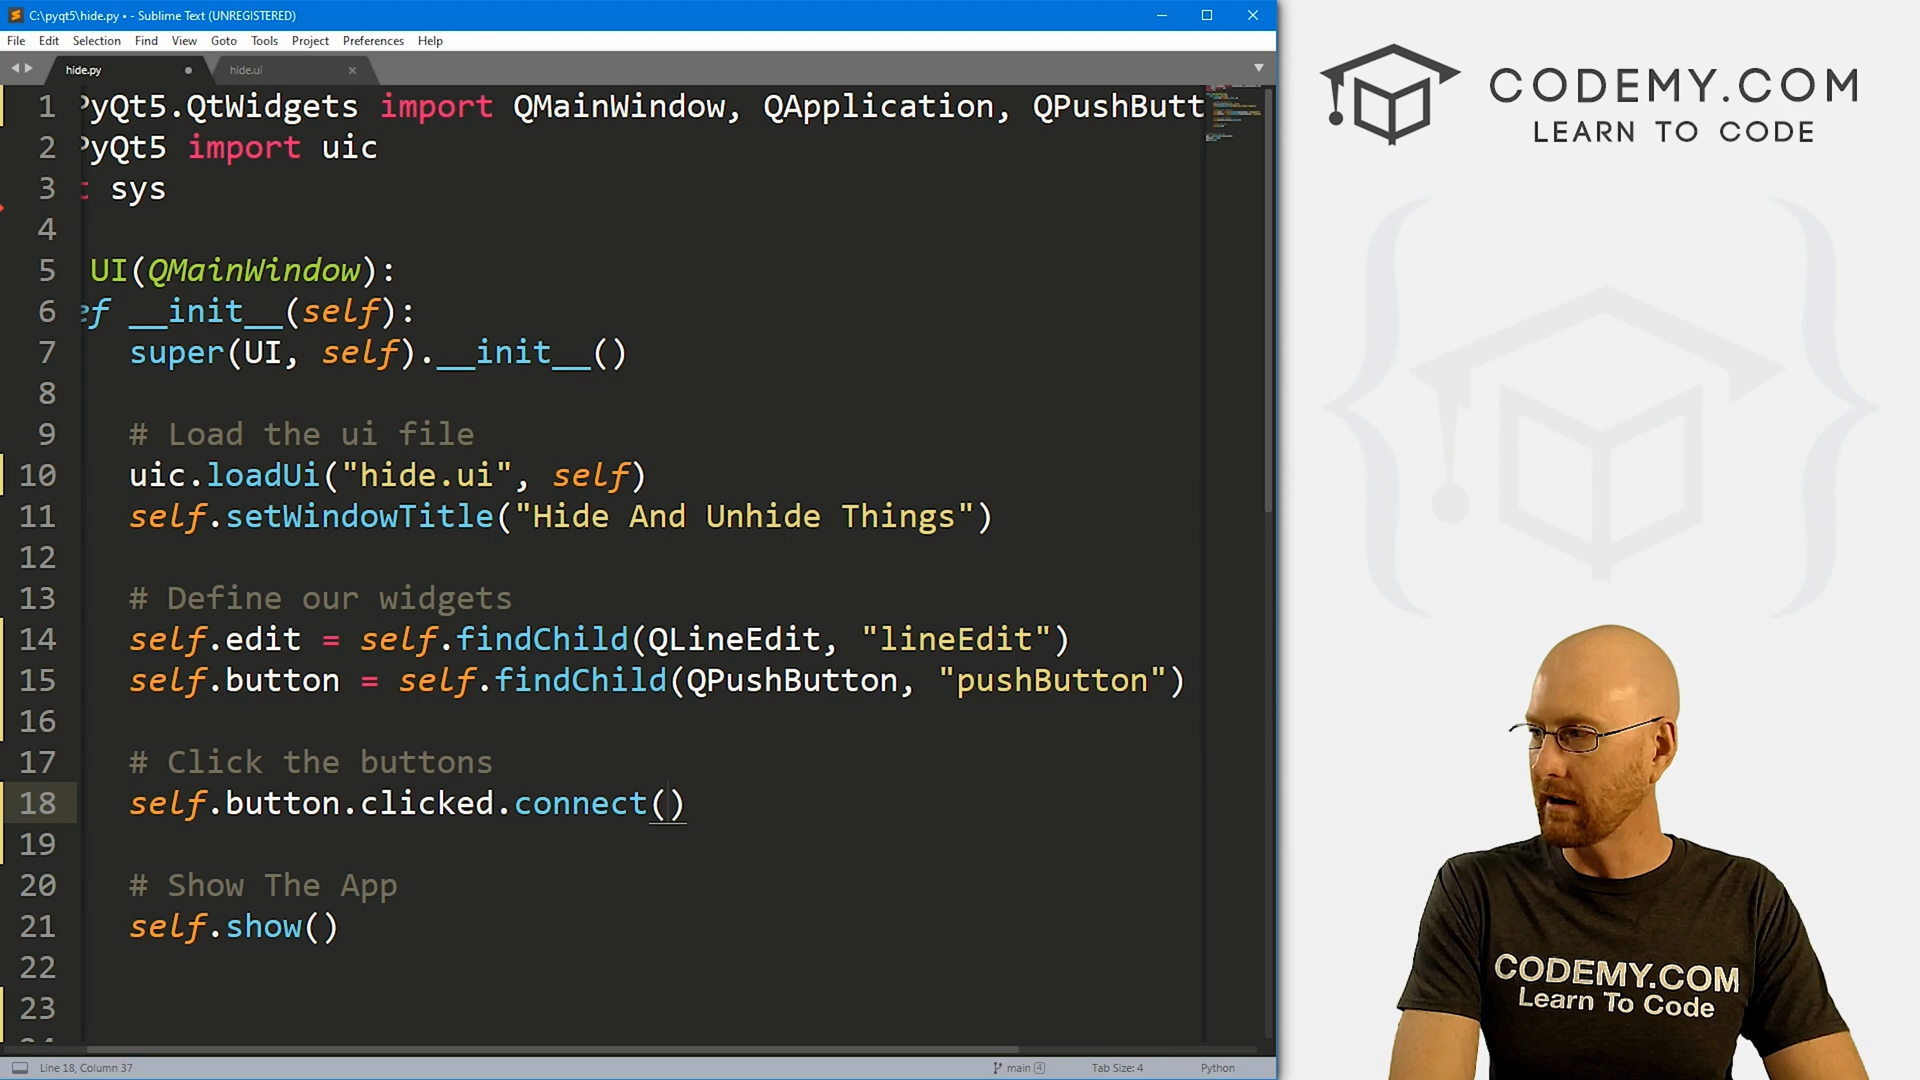 C:\pyqt5\hide.py • - Sublime Text (UNREGISTERED)
File Edit Selection Find View Goto Tools Project Preferences Help
hide.py hide.ui
1 PyQt5.QtWidgets import QMainWindow, QApplication, QPushButt
2 PyQt5 import uic
3 t sys
4
5 UI(QMainWindow):
6 ef __init__(self):
7 super(UI, self).__init__()
8
9 # Load the ui file
10 uic.loadUi("hide.ui", self)
11 self.setWindowTitle("Hide And Unhide Things")
12
13 # Define our widgets
14 self.edit = self.findChild(QLineEdit, "lineEdit")
15 self.button = self.findChild(QPushButton, "pushButton")
16
17 # Click the buttons
18 self.button.clicked.connect()
19
20 # Show The App
21 self.show()
22
23
Line 18, Column 37 main 4 Tab Size: 4 Python
CODEMY.COM
LEARN TO CODE
CODEMY.COM
Learn To Code